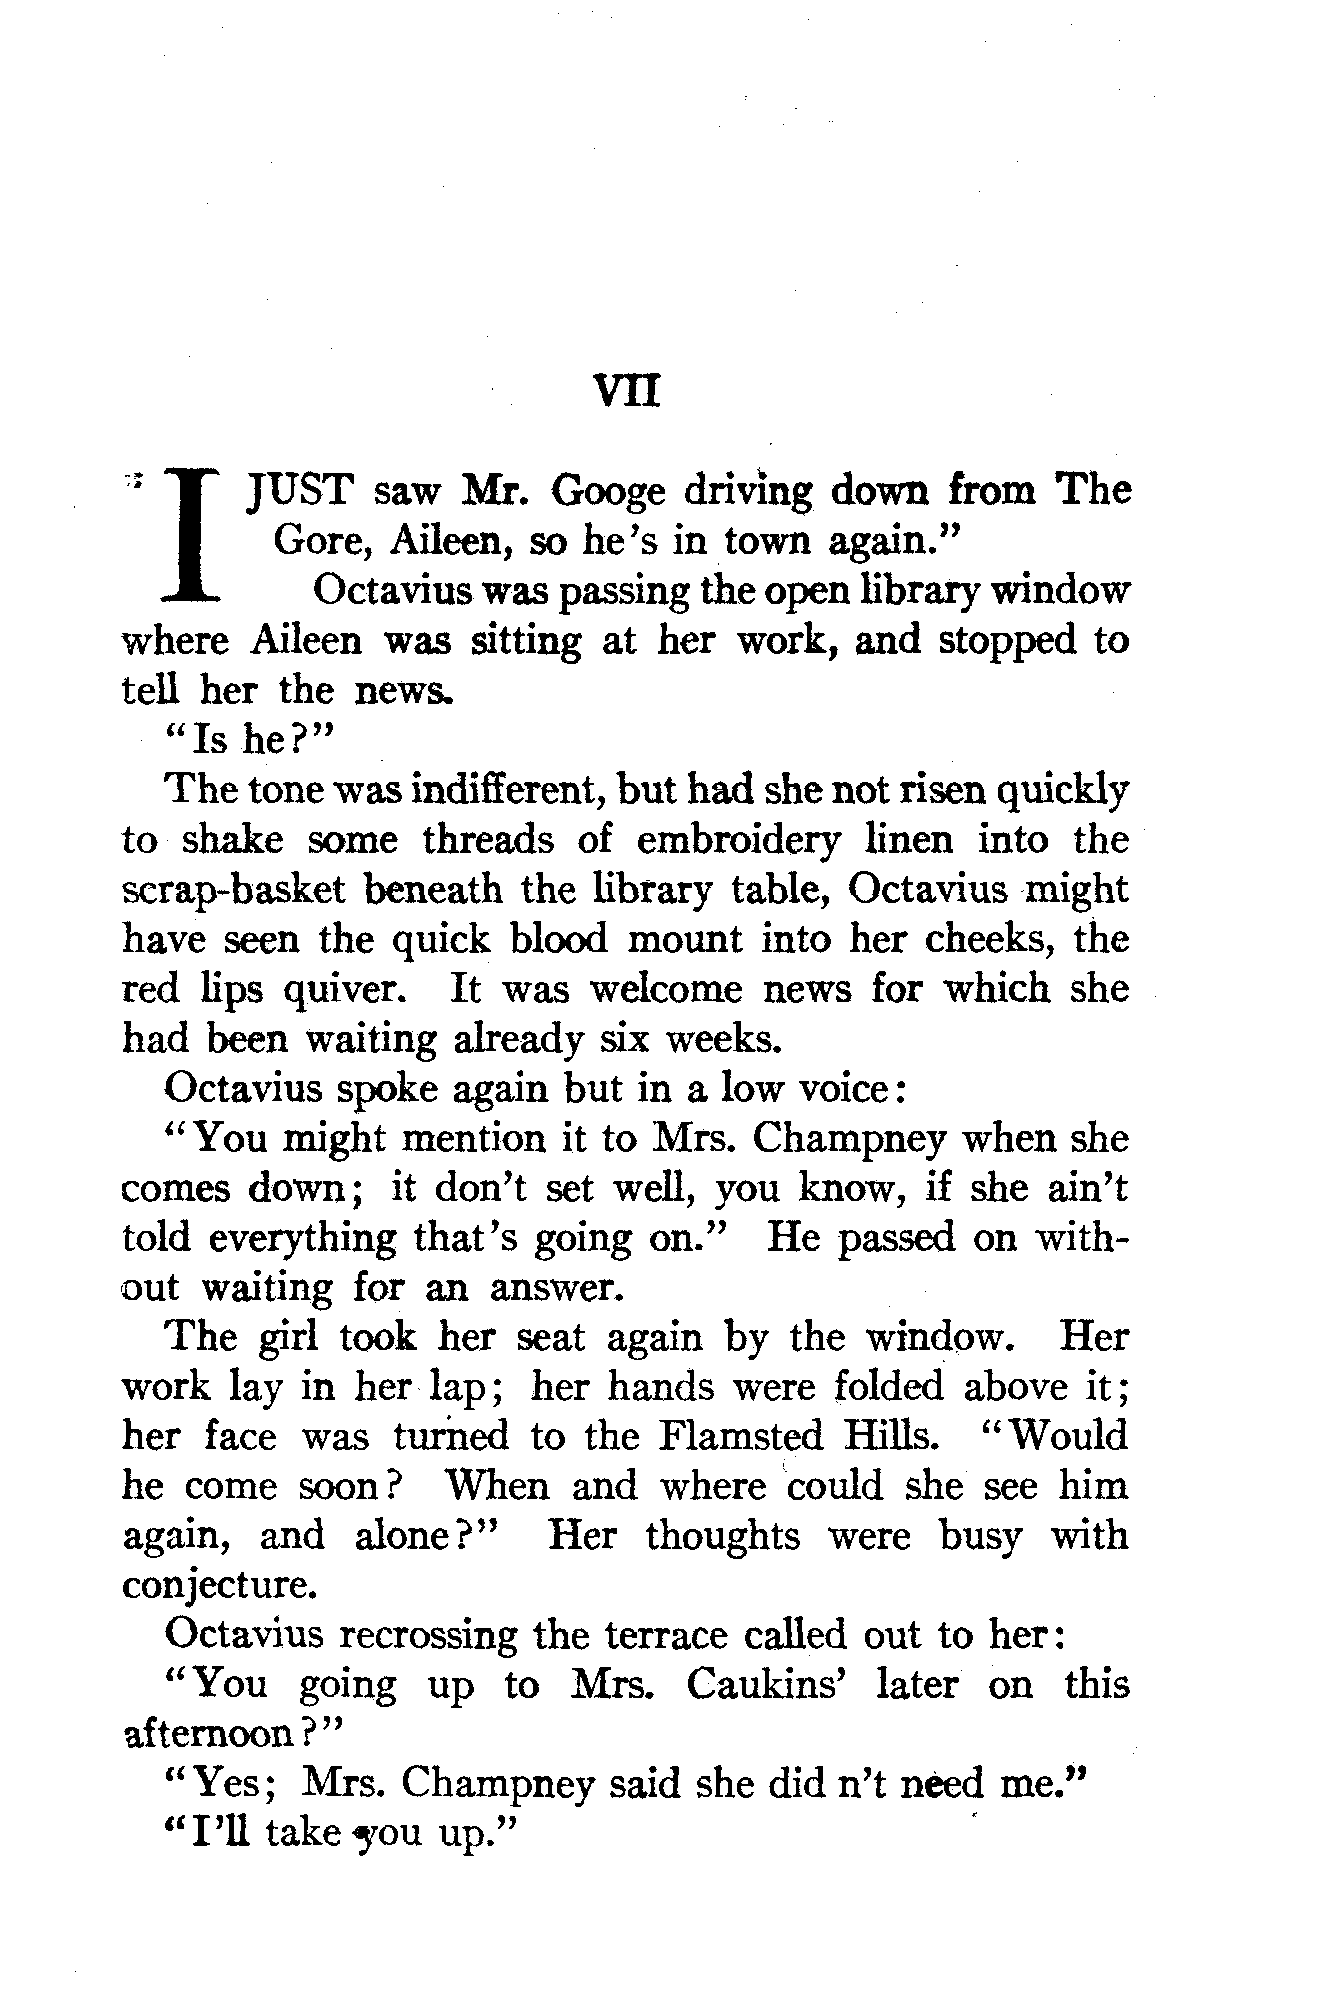 VII
"I JUST saw Mr. Googe driving down from The
Gore, Aileen, so he's in town again."
Octavius was passing the open library window
where Aileen was sitting at her work, and stopped to
tell her the news.
"Is he?"
The tone was indifferent, but had she not risen quickly
to shake some threads of embroidery linen into the
scrap-basket beneath the library table, Octavius might
have seen the quick blood mount into her cheeks, the
red lips quiver. It was welcome news for which she
had been waiting already six weeks.
Octavius spoke again but in a low voice:
"You might mention it to Mrs. Champney when she
comes down; it don't set well, you know, if she ain't
told everything that's going on." He passed on with-
out waiting for an answer.
The girl took her seat again by the window. Her
work lay in her lap; her hands were folded above it;
her face was turned to the Flamsted Hills. "Would
he come soon? When and where could she see him
again, and alone?" Her thoughts were busy with
conjecture.
Octavius recrossing the terrace called out to her:
"You going up to Mrs. Caukins' later on this
afternoon?"
"Yes; Mrs. Champney said she did n't need me."
"I'll take you up."